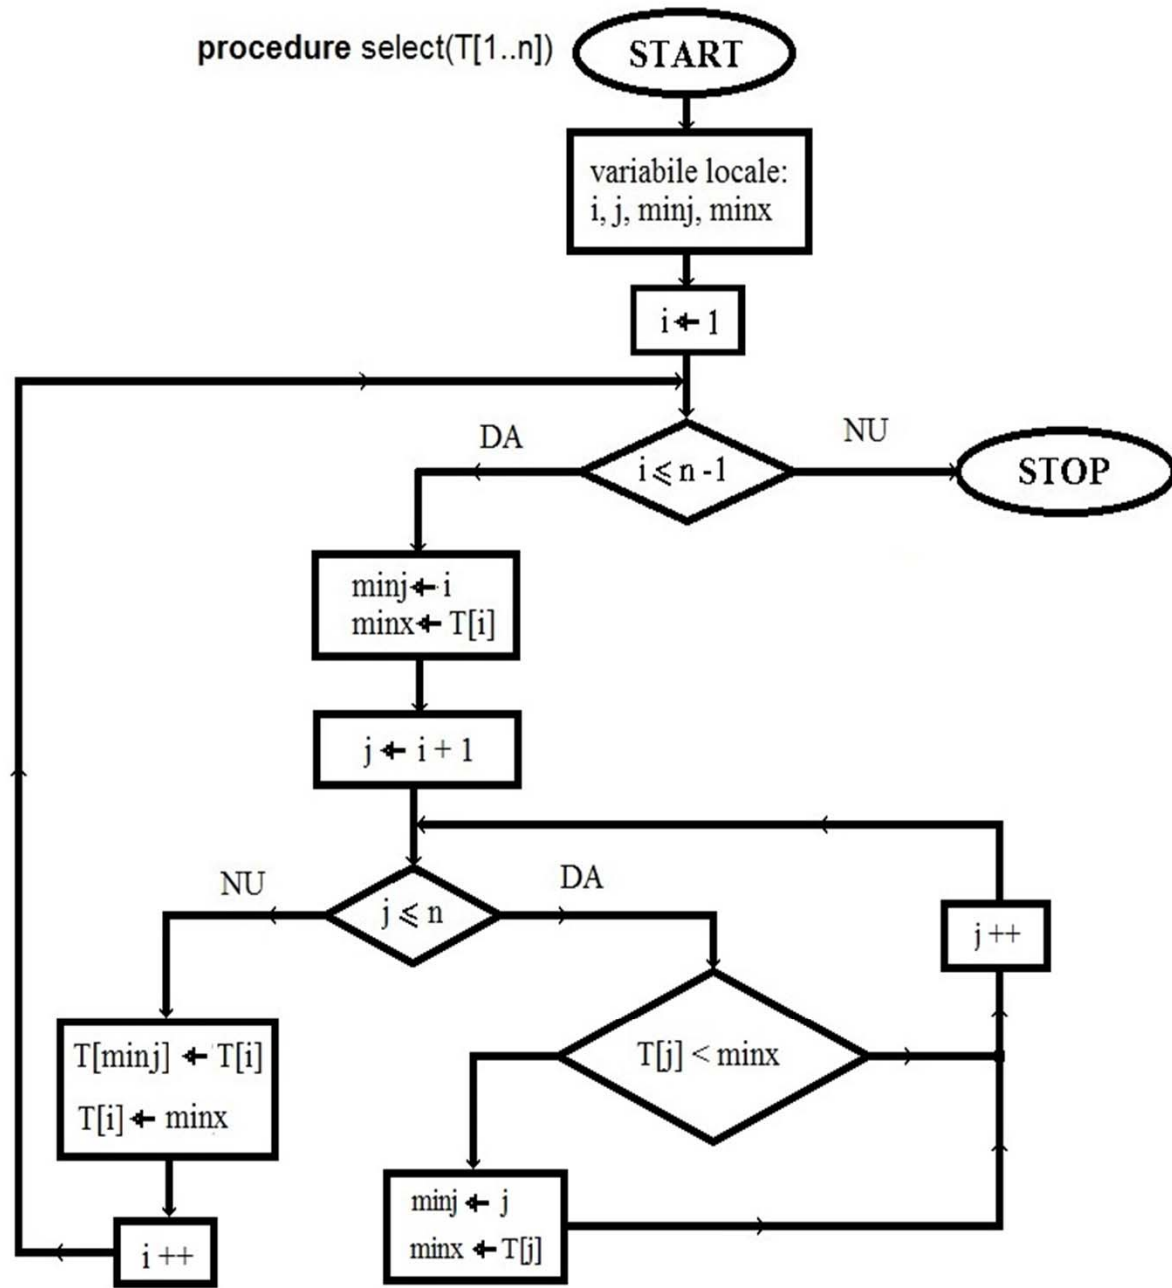 procedure select(T[1..n])
START
variabile locale:
i, j, minj, minx
i ← 1
DA
NU
i ⩽ n -1
STOP
minj ← i
minx ← T[i]
j ← i + 1
NU
DA
j ⩽ n
j ++
T[minj] ← T[i]
T[i] ← minx
T[j] < minx
minj ← j
minx ← T[j]
i ++